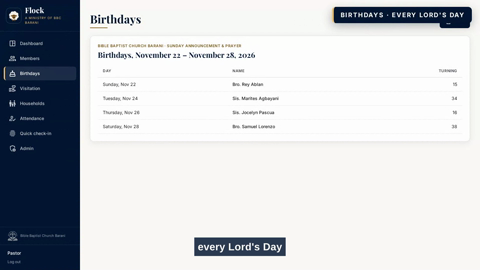 Flock
A MINISTRY OF BBC
BARANI
Dashboard
Members
Birthdays
Visitation
Households
Attendance
Quick check-in
Admin
Bible Baptist Church Barani
Pastor
Log out
Birthdays
BIRTHDAYS · EVERY LORD'S DAY
BIBLE BAPTIST CHURCH BARANI · SUNDAY ANNOUNCEMENT & PRAYER
Birthdays, November 22 – November 28, 2026
DAY NAME TURNING
Sunday, Nov 22 Bro. Rey Ablan 15
Tuesday, Nov 24 Sis. Marites Agbayani 34
Thursday, Nov 26 Sis. Jocelyn Pascua 16
Saturday, Nov 28 Bro. Samuel Lorenzo 38
every Lord's Day